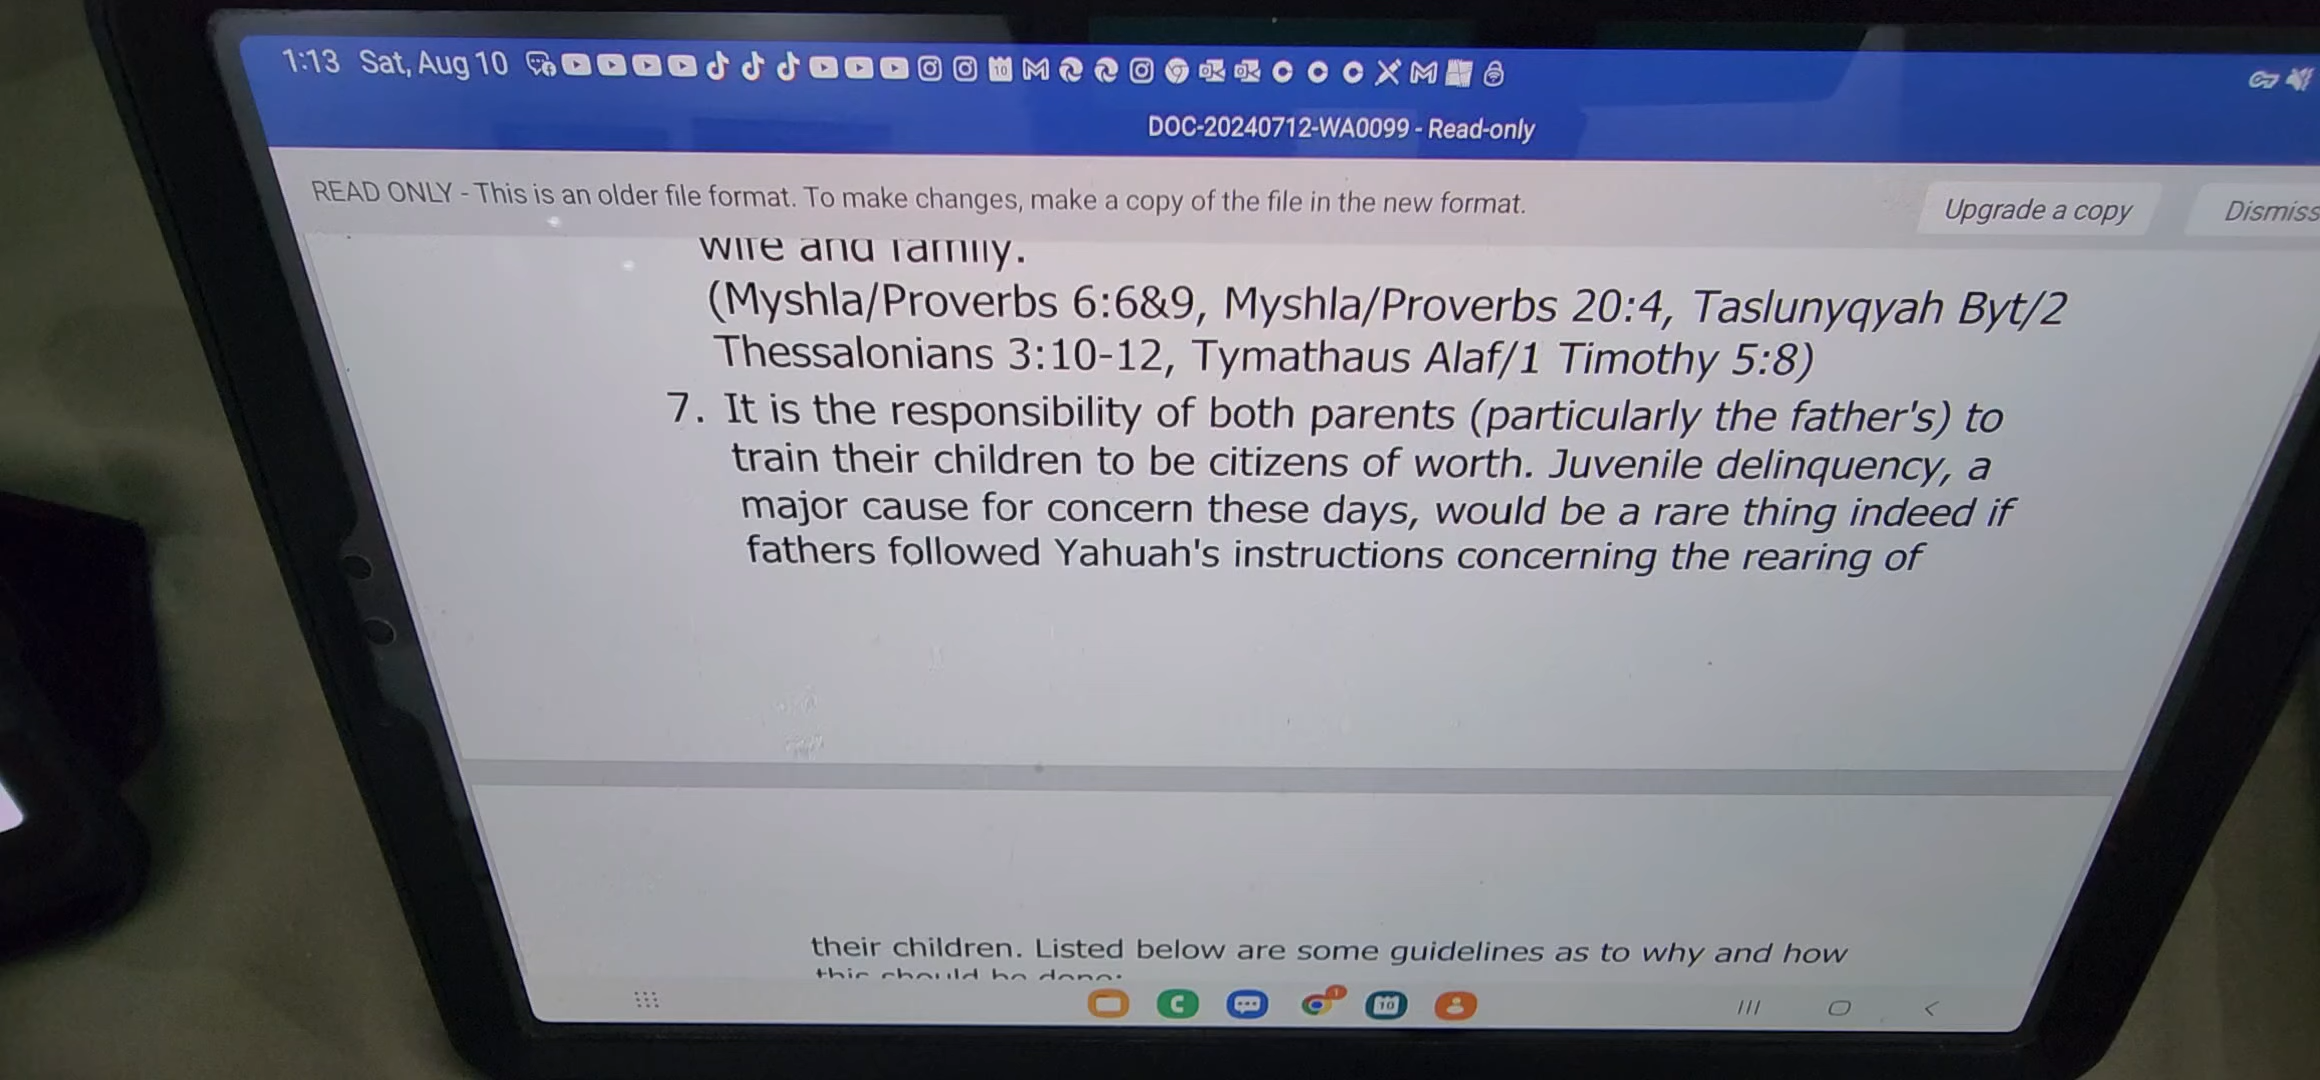 1:13 Sat, Aug 10
DOC-20240712-WA0099 - Read-only
READ ONLY - This is an older file format. To make changes, make a copy of the file in the new format.
Upgrade a copy
Dismiss
wife and family.
(Myshla/Proverbs 6:6&9, Myshla/Proverbs 20:4, Taslunyqyah Byt/2
Thessalonians 3:10-12, Tymathaus Alaf/1 Timothy 5:8)
7. It is the responsibility of both parents (particularly the father's) to
train their children to be citizens of worth. Juvenile delinquency, a
major cause for concern these days, would be a rare thing indeed if
fathers followed Yahuah's instructions concerning the rearing of
their children. Listed below are some guidelines as to why and how
this should be done: